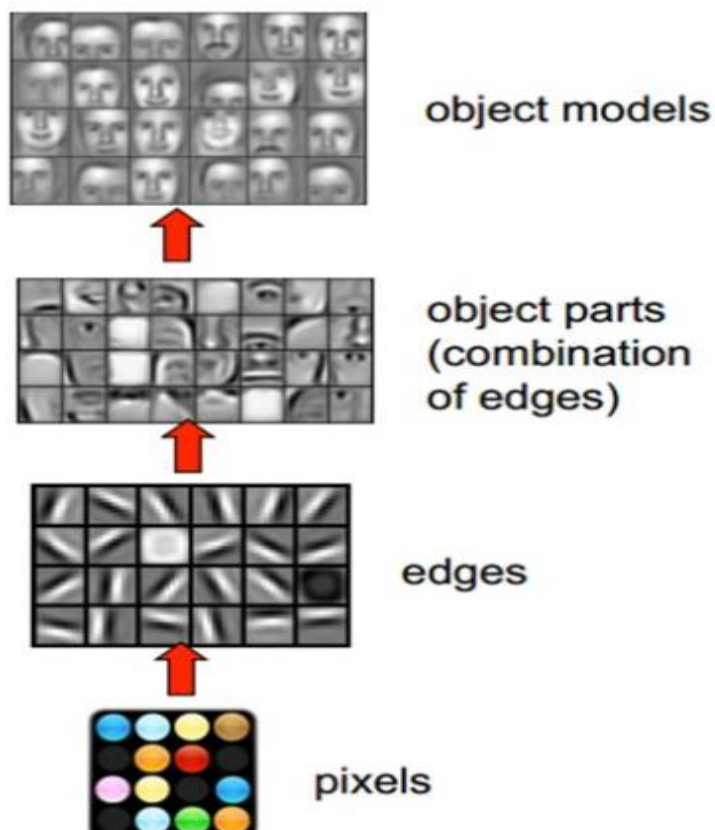 object models
object parts
(combination
of edges)
edges
pixels